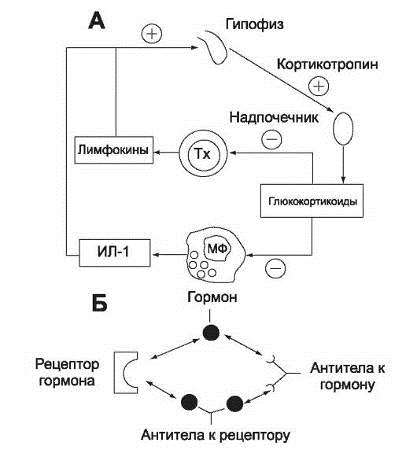 А
Гипофиз
+
Кортикотропин
+
Надпочечник
−
Лимфокины
Тх
Глюкокортикоиды
ИЛ-1
МФ
−
Б
Гормон
Рецептор
гормона
Антитела к
гормону
Антитела к рецептору